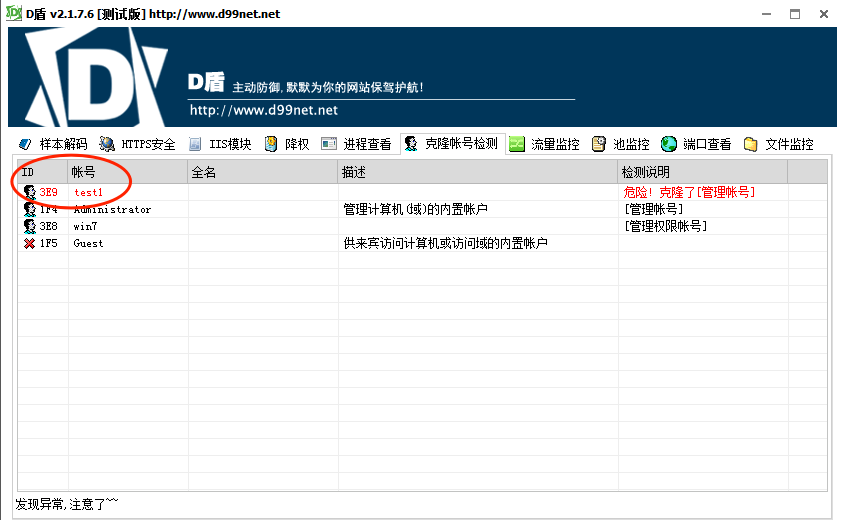 D盾 v2.1.7.6 [测试版] http://www.d99net.net
D盾 主动防御,默默为你的网站保驾护航!
http://www.d99net.net
样本解码 HTTPS安全 IIS模块 降权 进程查看 克隆帐号检测 流量监控 池监控 端口查看 文件监控
ID 帐号 全名 描述 检测说明
3E9 test1 危险! 克隆了[管理帐号]
1F4 Administrator 管理计算机(域)的内置帐户 [管理帐号]
3E8 win7 [管理权限帐号]
1F5 Guest 供来宾访问计算机或访问域的内置帐户
发现异常,注意了~~